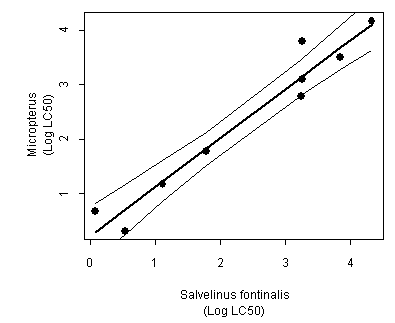 4
3
2
1
Micropterus
(Log LC50)
0 1 2 3 4
Salvelinus fontinalis
(Log LC50)